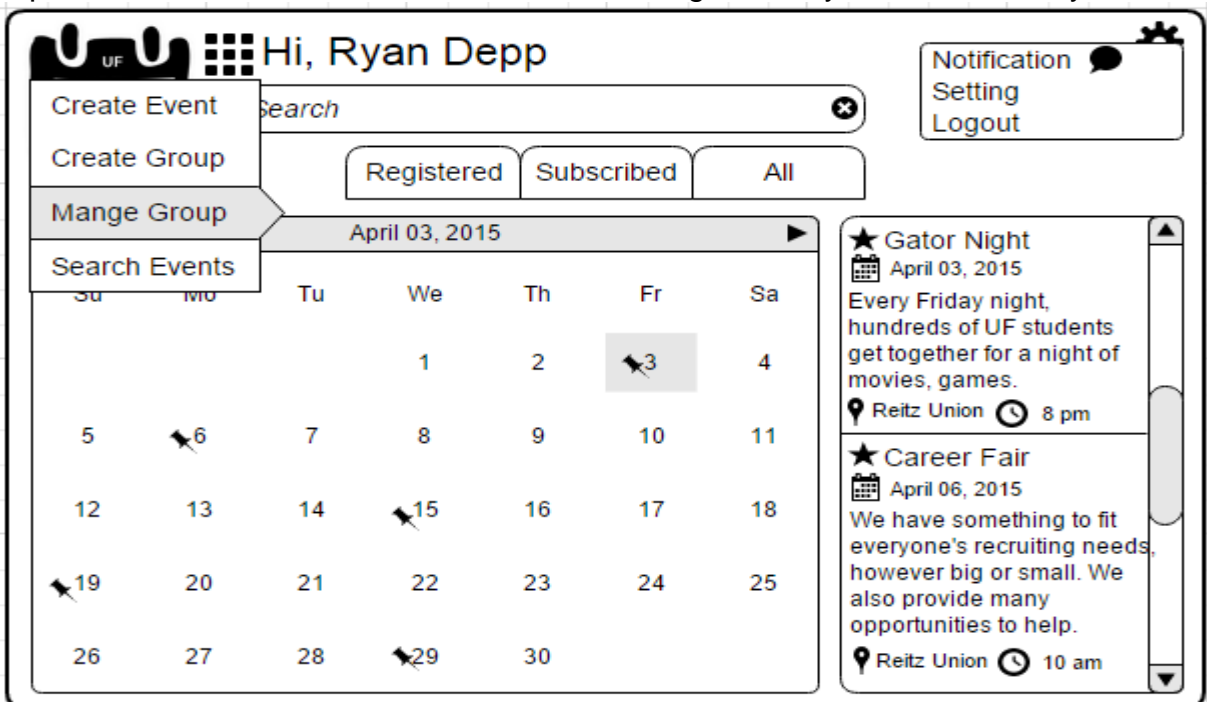 UF
Hi, Ryan Depp
Notification
Setting
Logout
Create Event
Create Group
Mange Group
Search Events
Search
Registered Subscribed All
April 03, 2015
Su Mo Tu We Th Fr Sa
1 2 3 4
5 6 7 8 9 10 11
12 13 14 15 16 17 18
19 20 21 22 23 24 25
26 27 28 29 30
Gator Night
April 03, 2015
Every Friday night,
hundreds of UF students
get together for a night of
movies, games.
Reitz Union 8 pm
Career Fair
April 06, 2015
We have something to fit
everyone's recruiting needs,
however big or small. We
also provide many
opportunities to help.
Reitz Union 10 am